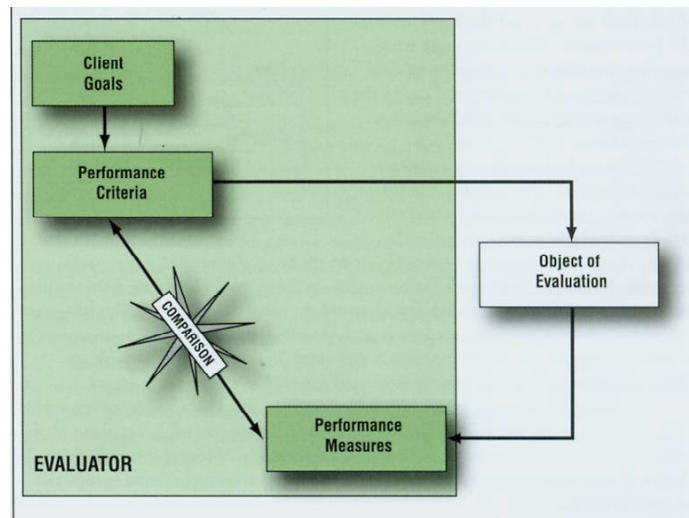 Client
Goals
Performance
Criteria
Object of
Evaluation
COMPARISON
Performance
Measures
EVALUATOR